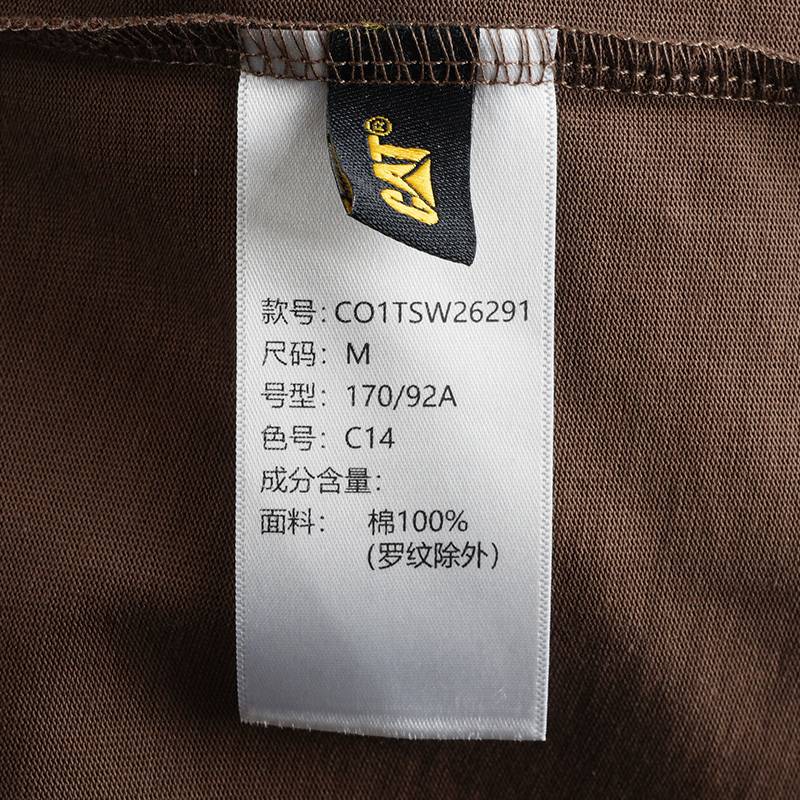 CAT®
款号: CO1TSW26291
尺码: M
号型: 170/92A
色号: C14
成分含量:
面料: 棉100%
(罗纹除外)